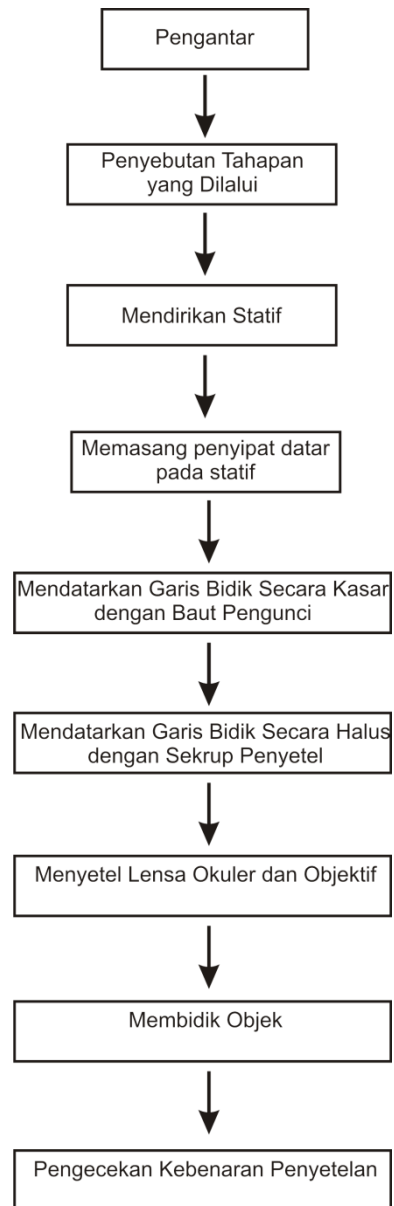 Pengantar
Penyebutan Tahapan
yang Dilalui
Mendirikan Statif
Memasang penyipat datar
pada statif
Mendatarkan Garis Bidik Secara Kasar
dengan Baut Pengunci
Mendatarkan Garis Bidik Secara Halus
dengan Sekrup Penyetel
Menyetel Lensa Okuler dan Objektif
Membidik Objek
Pengecekan Kebenaran Penyetelan